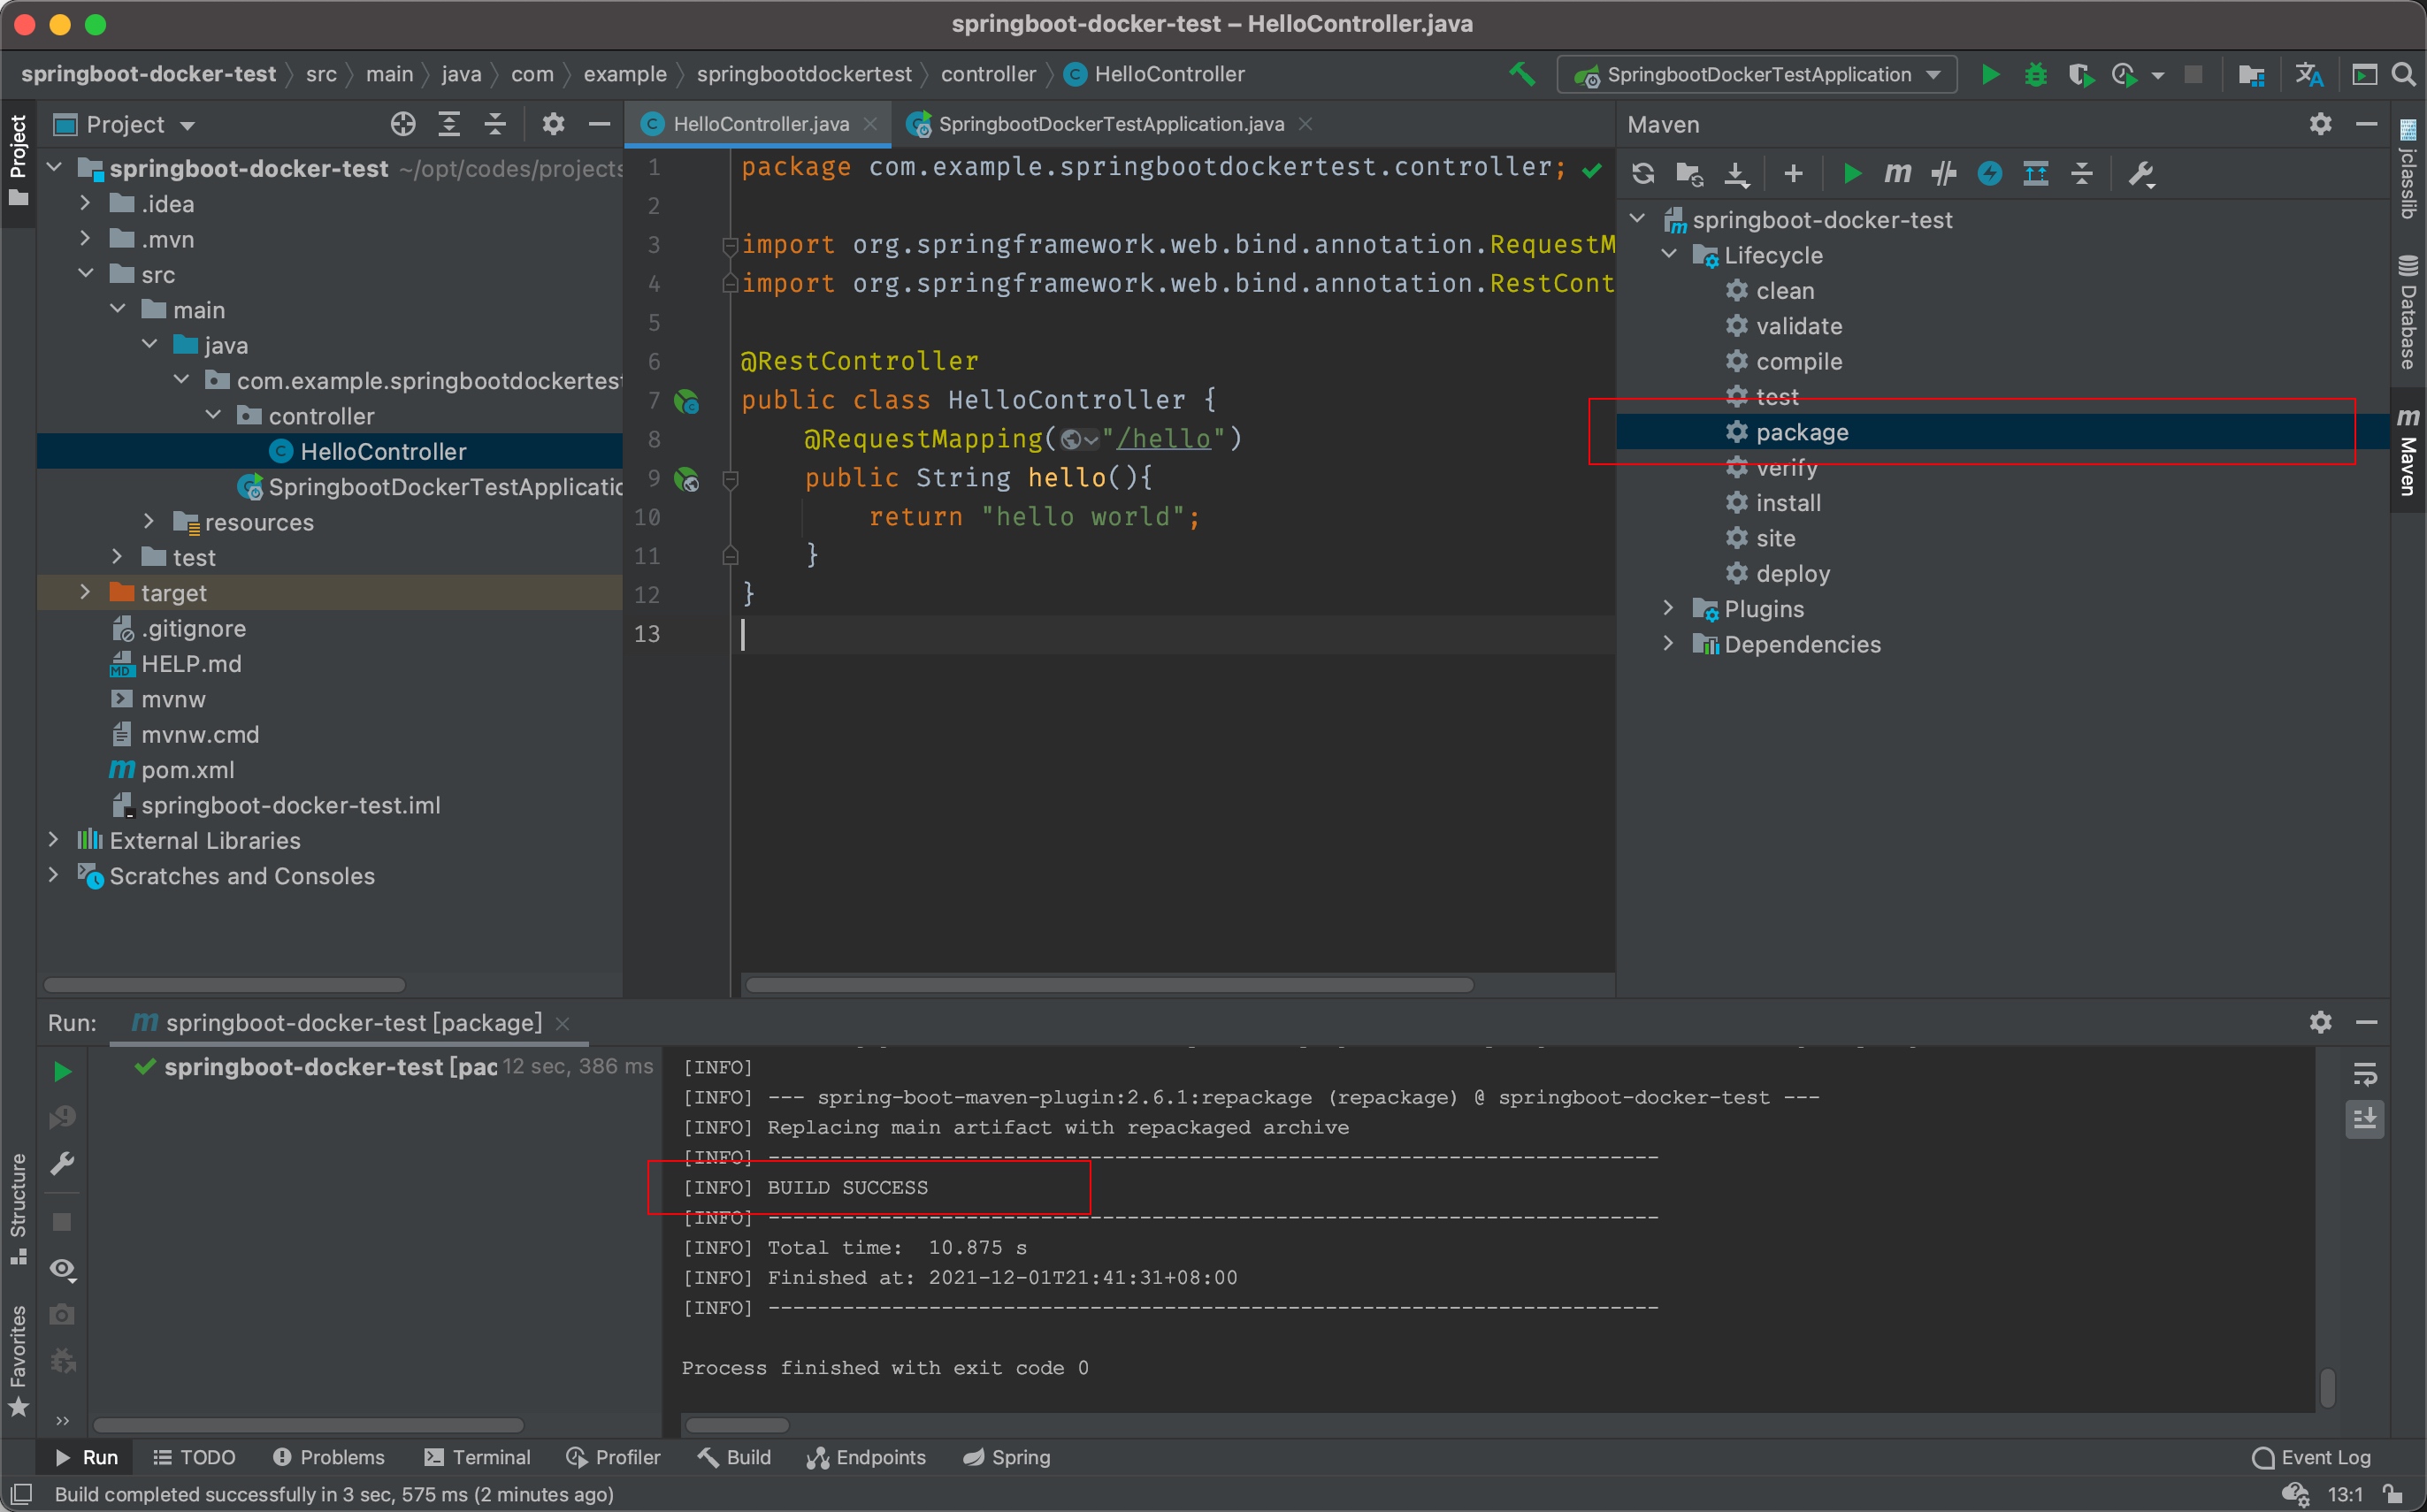 springboot-docker-test – HelloController.java
springboot-docker-test src main java com example springbootdockertest controller HelloController
SpringbootDockerTestApplication
Project
Project
HelloController.java
SpringbootDockerTestApplication.java
Maven
springboot-docker-test ~/opt/codes/projects
.idea
.mvn
src
main
java
com.example.springbootdockertest
controller
HelloController
SpringbootDockerTestApplicatio
resources
test
target
.gitignore
HELP.md
mvnw
mvnw.cmd
pom.xml
springboot-docker-test.iml
External Libraries
Scratches and Consoles
1 package com.example.springbootdockertest.controller;
2
3 import org.springframework.web.bind.annotation.RequestM
4 import org.springframework.web.bind.annotation.RestCont
5
6 @RestController
7 public class HelloController {
8 @RequestMapping("/hello")
9 public String hello(){
10 return "hello world";
11 }
12 }
13
springboot-docker-test
Lifecycle
clean
validate
compile
test
package
verify
install
site
deploy
Plugins
Dependencies
jclasslib
Database
Maven
Run: springboot-docker-test [package]
springboot-docker-test [pac 12 sec, 386 ms
[INFO]
[INFO] --- spring-boot-maven-plugin:2.6.1:repackage (repackage) @ springboot-docker-test ---
[INFO] Replacing main artifact with repackaged archive
[INFO] ------------------------------------------------------------------------
[INFO] BUILD SUCCESS
[INFO] ------------------------------------------------------------------------
[INFO] Total time:  10.875 s
[INFO] Finished at: 2021-12-01T21:41:31+08:00
[INFO] ------------------------------------------------------------------------
Process finished with exit code 0
Structure
Favorites
Run TODO Problems Terminal Profiler Build Endpoints Spring Event Log
Build completed successfully in 3 sec, 575 ms (2 minutes ago) 13:1